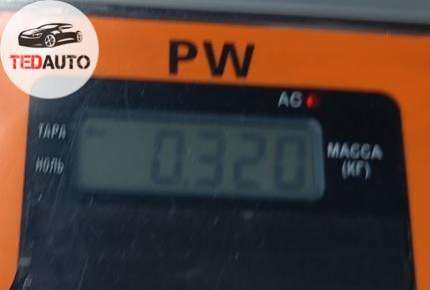 TEDAUTO
PW
AC
ТАРА
0.320
МАССА
НОЛЬ
(КГ)